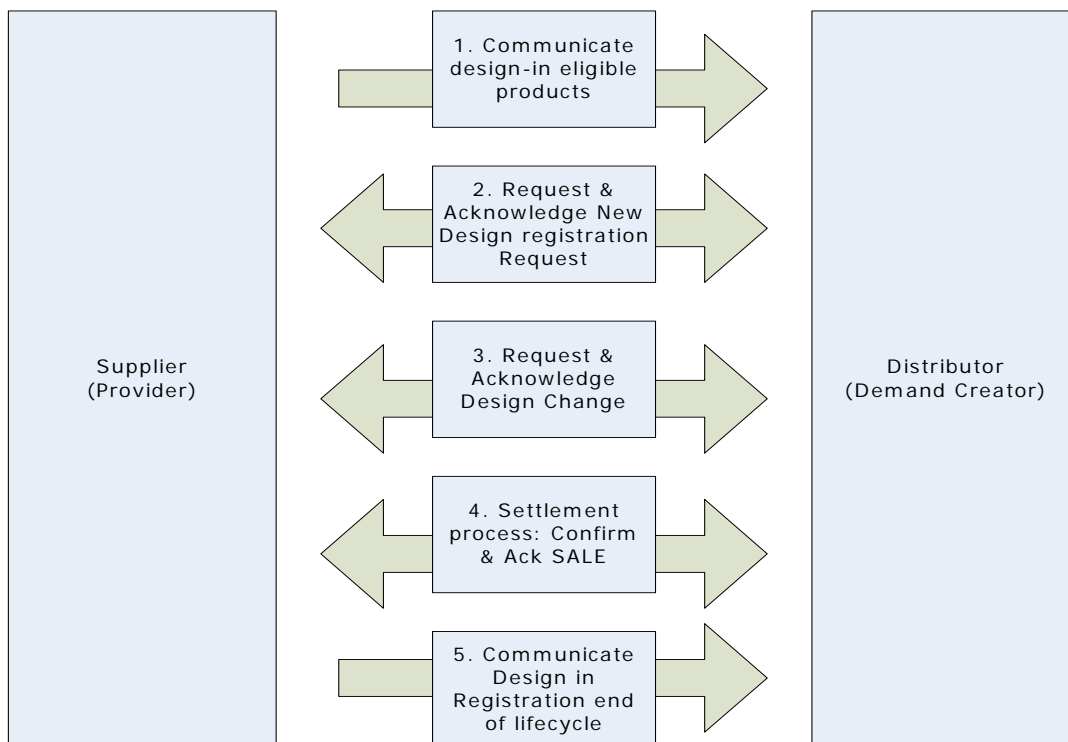 1. Communicate
design-in eligible
products
2. Request &
Acknowledge New
Design registration
Request
Supplier
(Provider)
3. Request &
Acknowledge
Design Change
Distributor
(Demand Creator)
4. Settlement
process: Confirm
& Ack SALE
5. Communicate
Design in
Registration end
of lifecycle